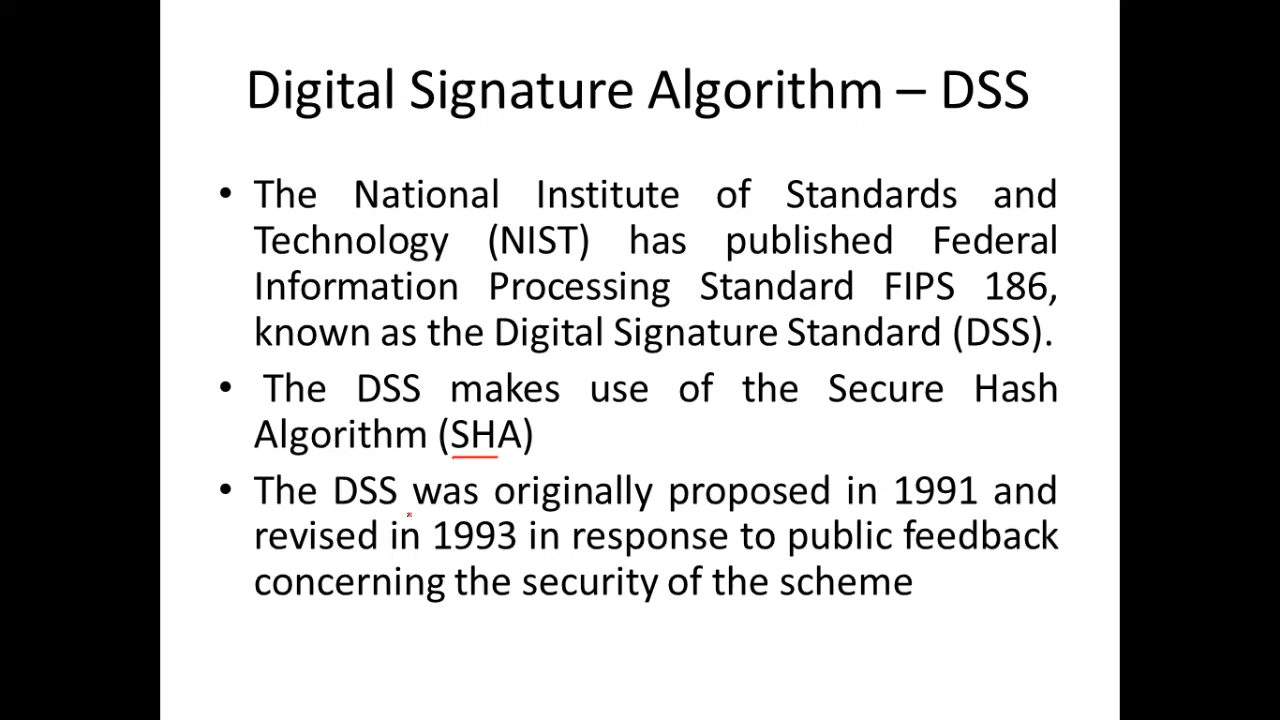 Digital Signature Algorithm – DSS
• The National Institute of Standards and
Technology (NIST) has published Federal
Information Processing Standard FIPS 186,
known as the Digital Signature Standard (DSS).
• The DSS makes use of the Secure Hash
Algorithm (SHA)
• The DSS was originally proposed in 1991 and
revised in 1993 in response to public feedback
concerning the security of the scheme